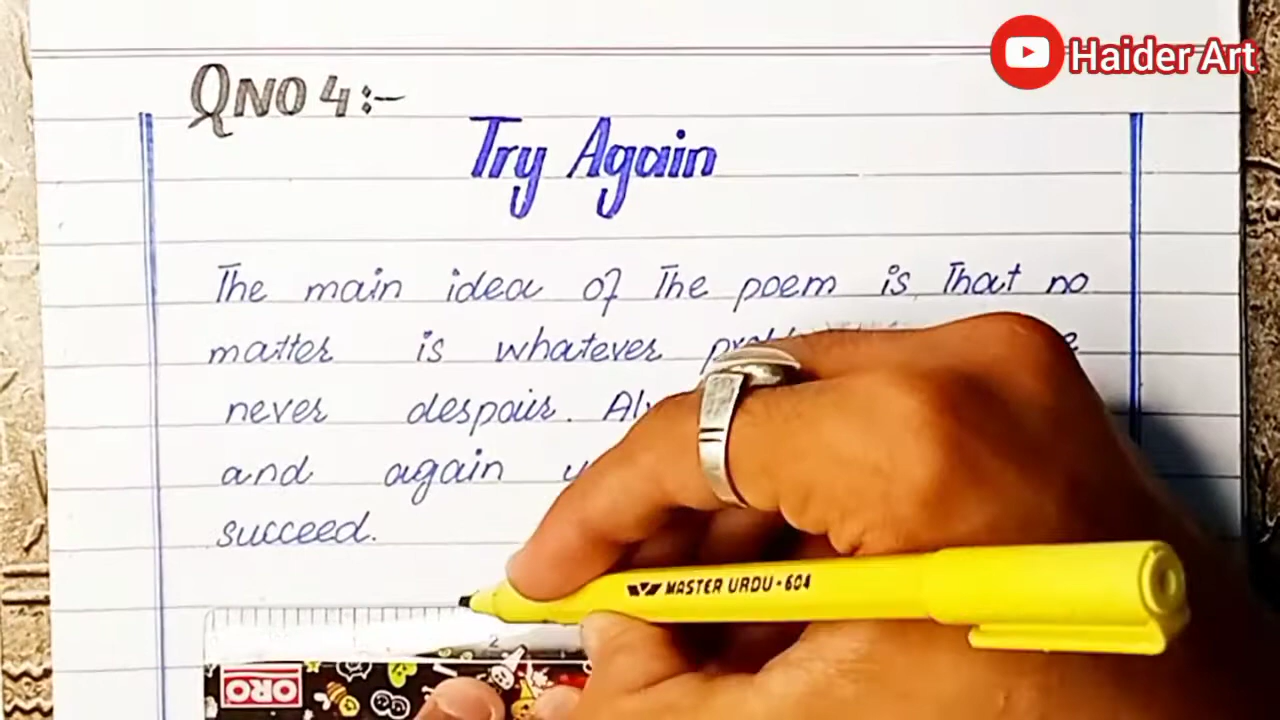 Haider Art
QNO 4:-
Try Again
The main idea of The poem is That no
matter is whatever
never despair.
and again
succeed.
MASTER URDU-604
2
ORO